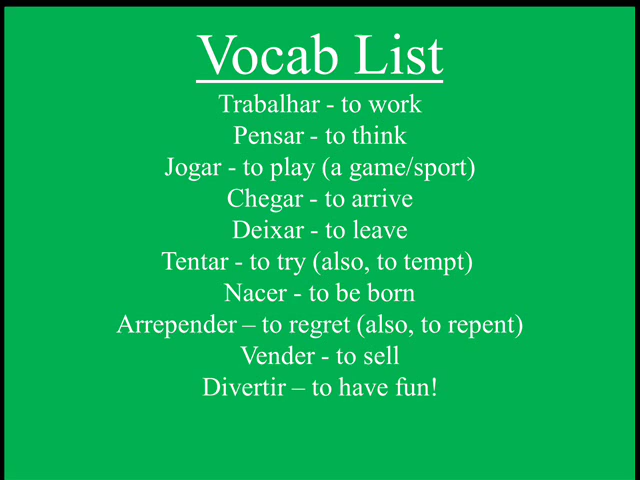 Vocab List
Trabalhar - to work
Pensar - to think
Jogar - to play (a game/sport)
Chegar - to arrive
Deixar - to leave
Tentar - to try (also, to tempt)
Nacer - to be born
Arrepender – to regret (also, to repent)
Vender - to sell
Divertir – to have fun!